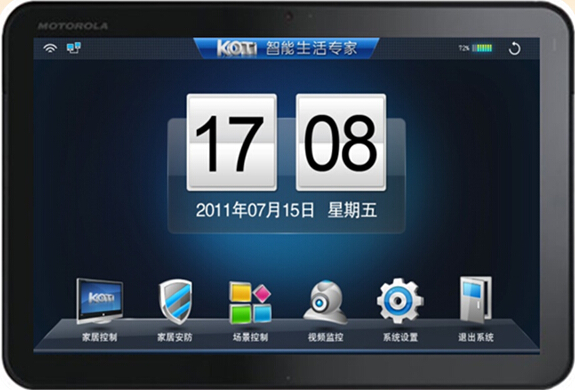 MOTOROLA
KOTI 智能生活专家
72%
17 08
2011年07月15日 星期五
KOTI
家居控制 家居安防 场景控制 视频监控 系统设置 退出系统